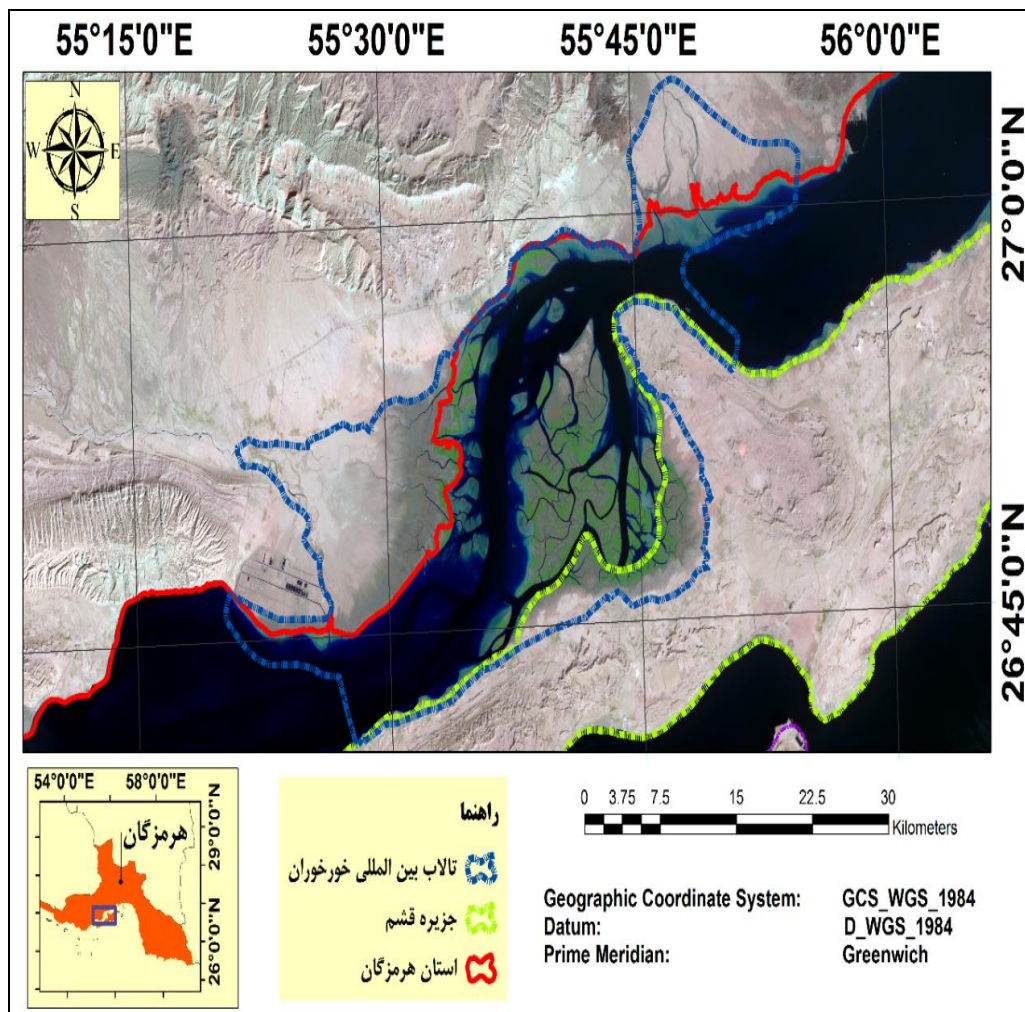 55°15'0"E 55°30'0"E 55°45'0"E 56°0'0"E
N
W E
S
27°0'0"N
26°45'0"N
54°0'0"E 58°0'0"E
هرمزگان
29°0'0"N
26°0'0"N
راهنما
تالاب بین المللی خورخوران
جزیره قشم
استان هرمزگان
0 3.75 7.5 15 22.5 30
Kilometers
Geographic Coordinate System: GCS_WGS_1984
Datum: D_WGS_1984
Prime Meridian: Greenwich